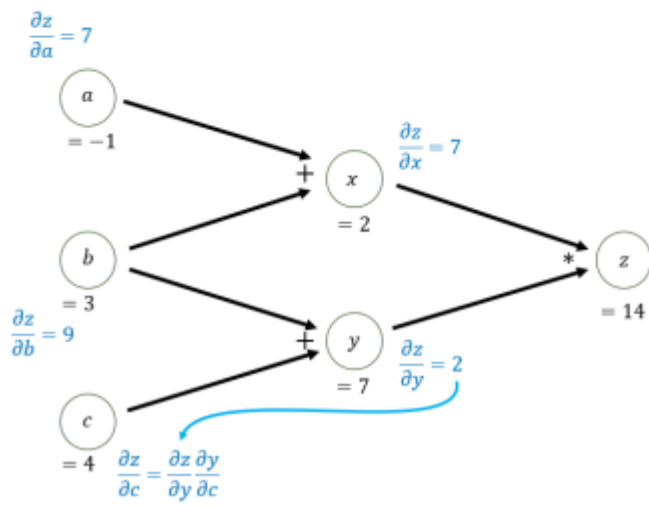 ∂z/∂a = 7
a
= −1
∂z/∂x = 7
+
x
= 2
b
= 3
∂z/∂b = 9
*
z
= 14
+
y
= 7
∂z/∂y = 2
c
= 4
∂z/∂c = ∂z/∂y ∂y/∂c